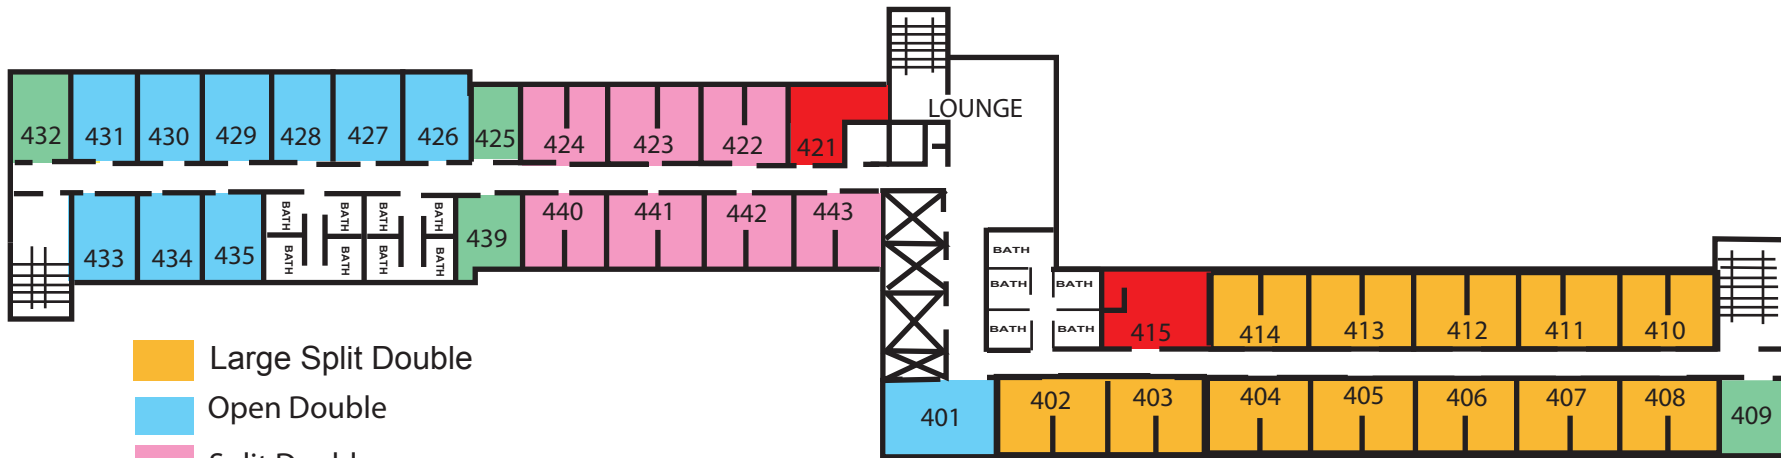 LOUNGE
432 431 430 429 428 427 426 425 424 423 422 421
433 434 435 BATH BATH BATH BATH BATH BATH BATH BATH 439 440 441 442 443
BATH
BATH BATH
BATH BATH
415 414 413 412 411 410
401 402 403 404 405 406 407 408 409
Large Split Double
Open Double
Split Double